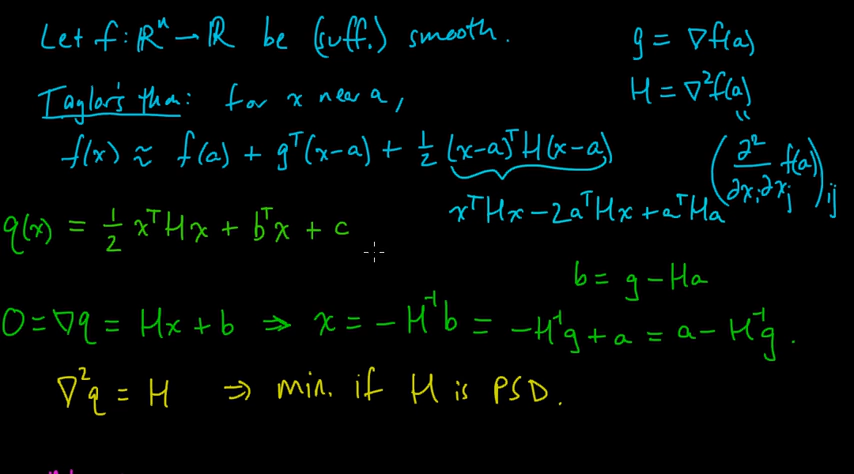 Let f: ℝⁿ → ℝ be (suff.) smooth.
g = ∇f(a)
H = ∇²f(a)
Taylor's thm: for x near a,
f(x) ≈ f(a) + gᵀ(x-a) + ½ (x-a)ᵀH(x-a)
(∂²/∂xᵢ∂xⱼ f(a))ᵢⱼ
xᵀHx - 2aᵀHx + aᵀHa
q(x) = ½ xᵀHx + bᵀx + c
b = g - Ha
0 = ∇q = Hx + b ⇒ x = -H⁻¹b = -H⁻¹g + a = a - H⁻¹g.
∇²q = H ⇒ min. if H is PSD.